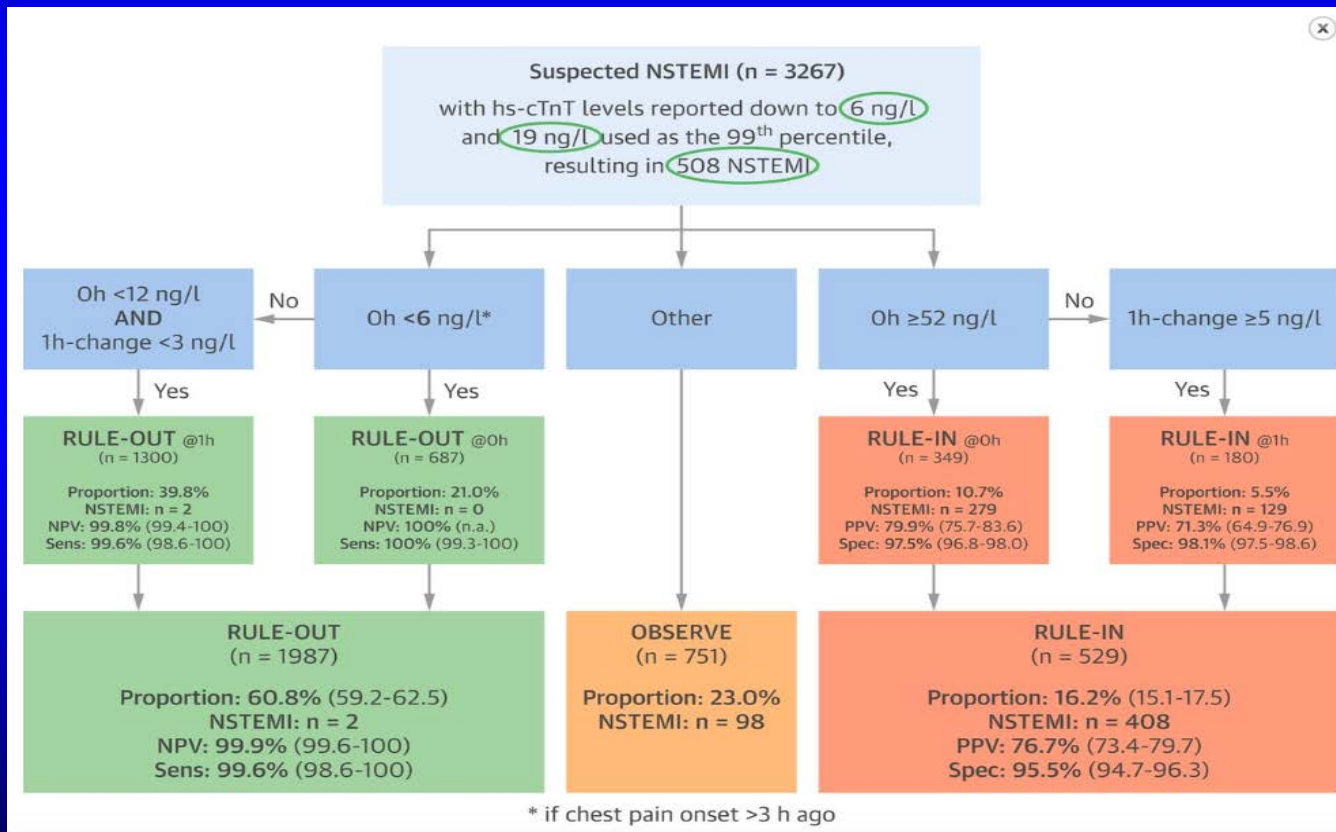 Suspected NSTEMI (n = 3267)
with hs-cTnT levels reported down to 6 ng/l
and 19 ng/l used as the 99th percentile,
resulting in 508 NSTEMI
Oh <12 ng/l
AND
1h-change <3 ng/l
No
Oh <6 ng/l*
Other
Oh ≥52 ng/l
No
1h-change ≥5 ng/l
Yes
Yes
Yes
Yes
RULE-OUT @1h
(n = 1300)
Proportion: 39.8%
NSTEMI: n = 2
NPV: 99.8% (99.4-100)
Sens: 99.6% (98.6-100)
RULE-OUT @0h
(n = 687)
Proportion: 21.0%
NSTEMI: n = 0
NPV: 100% (n.a.)
Sens: 100% (99.3-100)
RULE-IN @0h
(n = 349)
Proportion: 10.7%
NSTEMI: n = 279
PPV: 79.9% (75.7-83.6)
Spec: 97.5% (96.8-98.0)
RULE-IN @1h
(n = 180)
Proportion: 5.5%
NSTEMI: n = 129
PPV: 71.3% (64.9-76.9)
Spec: 98.1% (97.5-98.6)
RULE-OUT
(n = 1987)
Proportion: 60.8% (59.2-62.5)
NSTEMI: n = 2
NPV: 99.9% (99.6-100)
Sens: 99.6% (98.6-100)
OBSERVE
(n = 751)
Proportion: 23.0%
NSTEMI: n = 98
RULE-IN
(n = 529)
Proportion: 16.2% (15.1-17.5)
NSTEMI: n = 408
PPV: 76.7% (73.4-79.7)
Spec: 95.5% (94.7-96.3)
* if chest pain onset >3 h ago